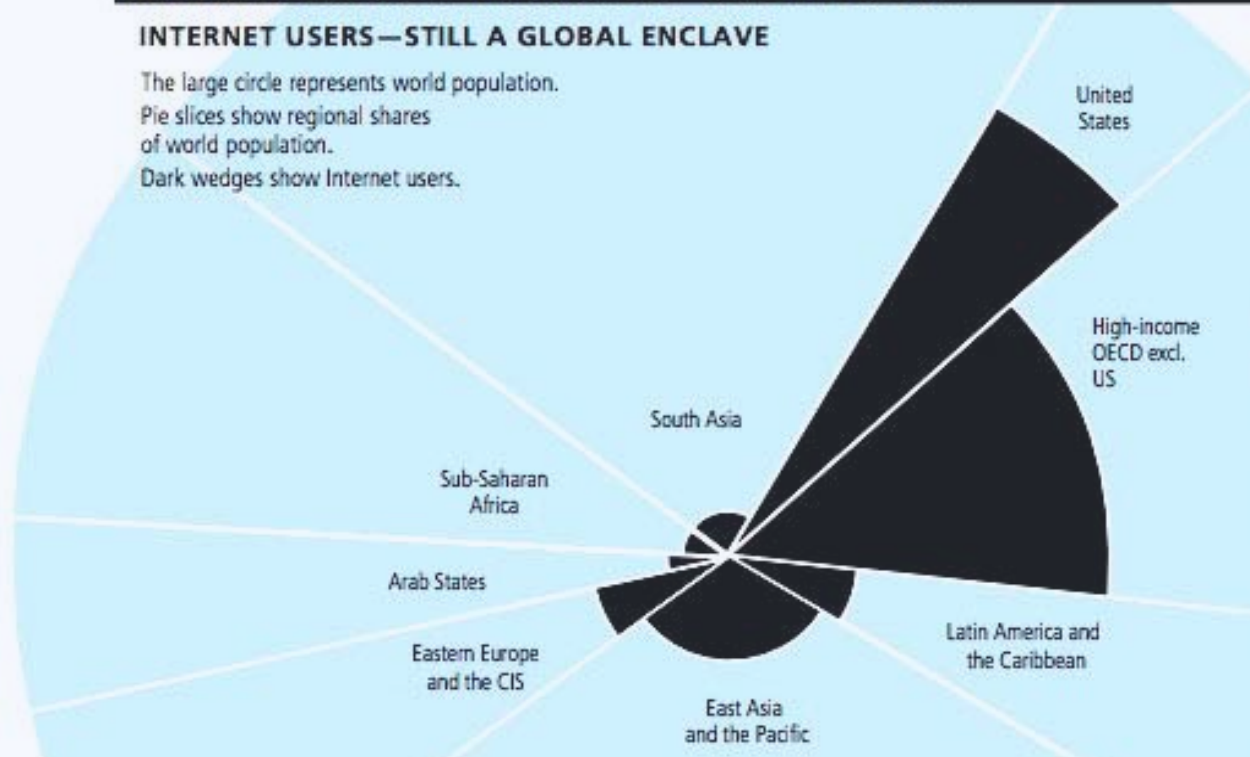 INTERNET USERS—STILL A GLOBAL ENCLAVE
The large circle represents world population.
Pie slices show regional shares
of world population.
Dark wedges show Internet users.
United
States
High-income
OECD excl.
US
South Asia
Sub-Saharan
Africa
Arab States
Eastern Europe
and the CIS
Latin America and
the Caribbean
East Asia
and the Pacific